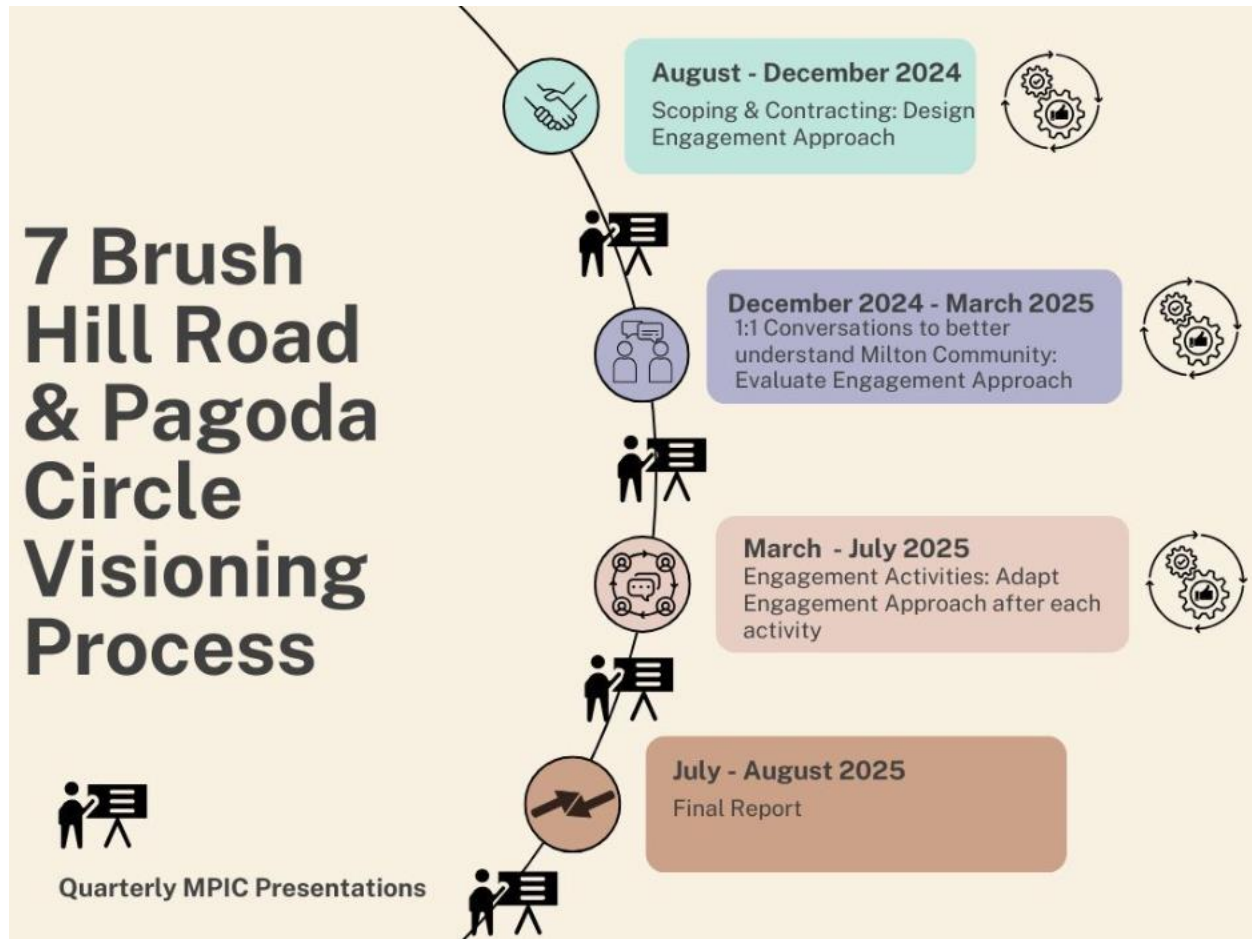 7 Brush
Hill Road
& Pagoda
Circle
Visioning
Process
August - December 2024
Scoping & Contracting: Design
Engagement Approach
December 2024 - March 2025
1:1 Conversations to better
understand Milton Community:
Evaluate Engagement Approach
March - July 2025
Engagement Activities: Adapt
Engagement Approach after each
activity
July - August 2025
Final Report
Quarterly MPIC Presentations